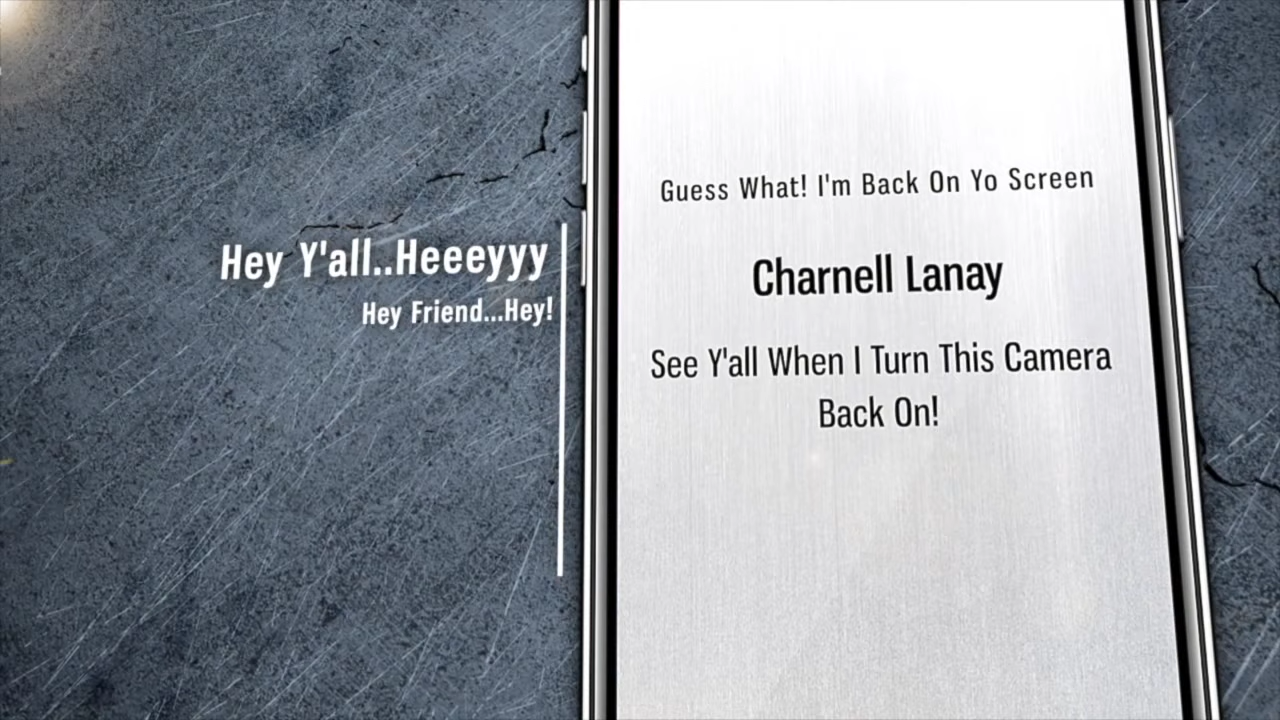 Hey Y'all..Heeeyyy
Hey Friend...Hey!
Guess What! I'm Back On Yo Screen
Charnell Lanay
See Y'all When I Turn This Camera
Back On!